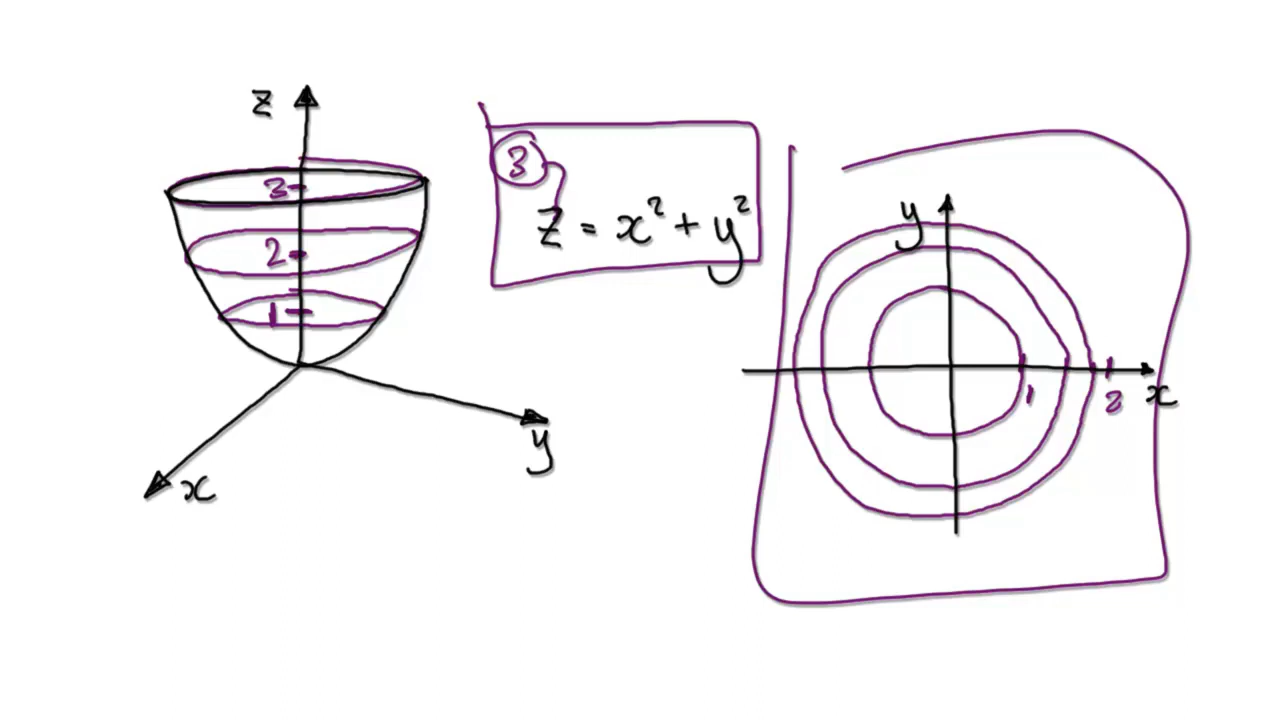 z
3
2
1
x
y
3
z = x² + y²
y
1
2
x